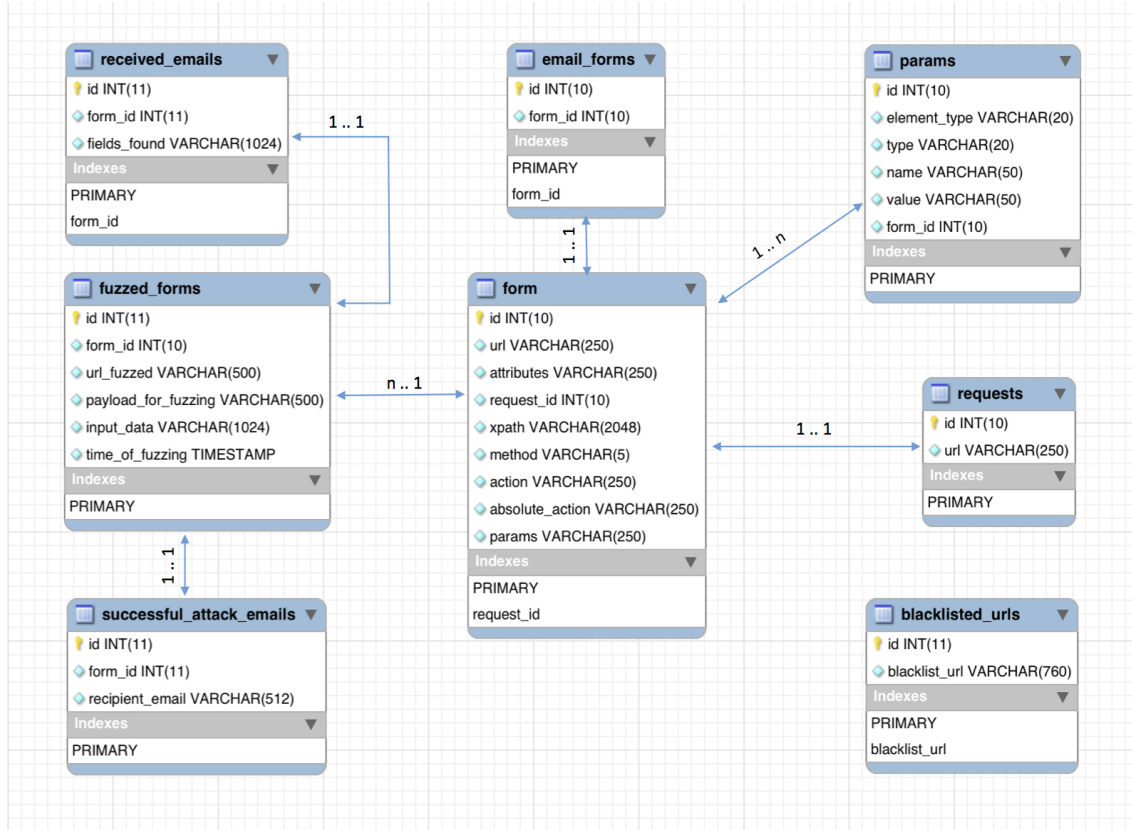 received_emails
id INT(11)
form_id INT(11)
fields_found VARCHAR(1024)
Indexes
PRIMARY
form_id
1 .. 1
email_forms
id INT(10)
form_id INT(10)
Indexes
PRIMARY
form_id
1 .. 1
params
id INT(10)
element_type VARCHAR(20)
type VARCHAR(20)
name VARCHAR(50)
value VARCHAR(50)
form_id INT(10)
Indexes
PRIMARY
1 .. n
fuzzed_forms
id INT(11)
form_id INT(10)
url_fuzzed VARCHAR(500)
payload_for_fuzzing VARCHAR(500)
input_data VARCHAR(1024)
time_of_fuzzing TIMESTAMP
Indexes
PRIMARY
n .. 1
form
id INT(10)
url VARCHAR(250)
attributes VARCHAR(250)
request_id INT(10)
xpath VARCHAR(2048)
method VARCHAR(5)
action VARCHAR(250)
absolute_action VARCHAR(250)
params VARCHAR(250)
Indexes
PRIMARY
request_id
1 .. 1
requests
id INT(10)
url VARCHAR(250)
Indexes
PRIMARY
1 .. 1
successful_attack_emails
id INT(11)
form_id INT(11)
recipient_email VARCHAR(512)
Indexes
PRIMARY
blacklisted_urls
id INT(11)
blacklist_url VARCHAR(760)
Indexes
PRIMARY
blacklist_url